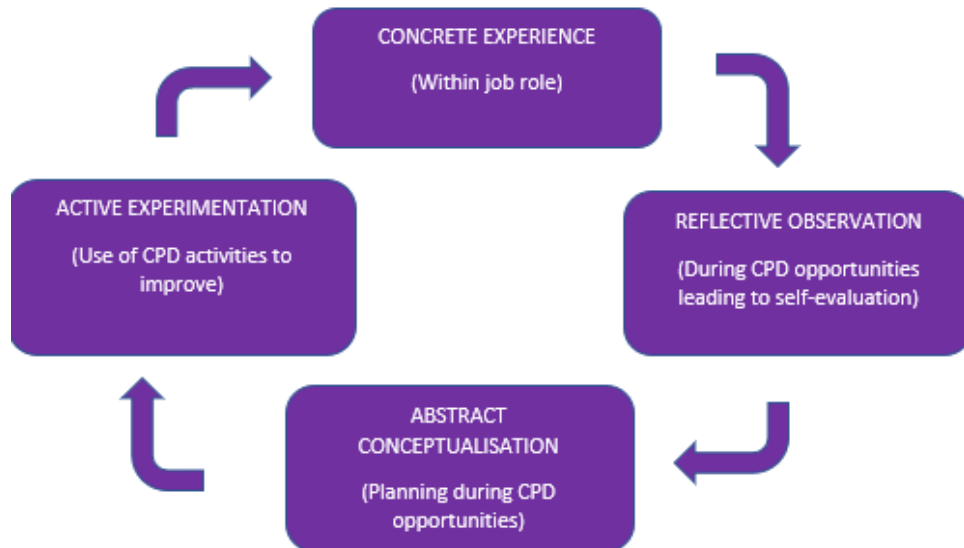 CONCRETE EXPERIENCE
(Within job role)
ACTIVE EXPERIMENTATION
(Use of CPD activities to
improve)
REFLECTIVE OBSERVATION
(During CPD opportunities
leading to self-evaluation)
ABSTRACT
CONCEPTUALISATION
(Planning during CPD
opportunities)